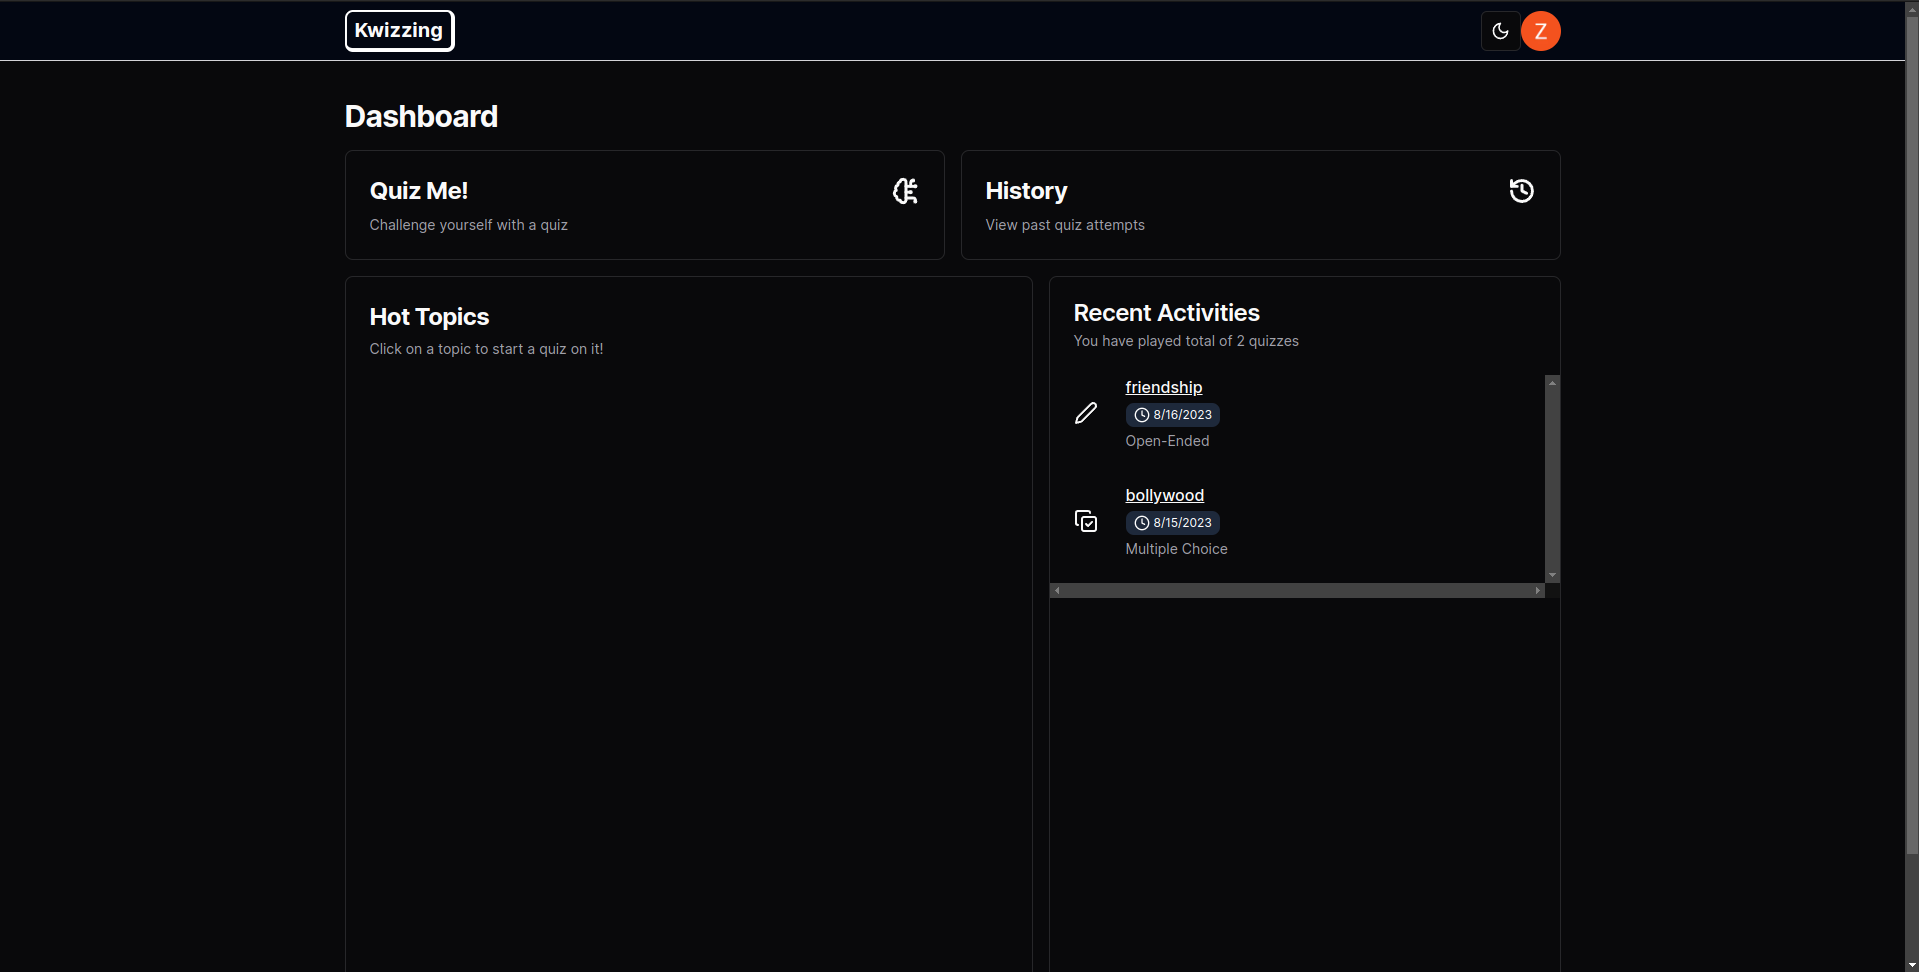 Kwizzing
Z
Dashboard
Quiz Me!
Challenge yourself with a quiz
History
View past quiz attempts
Hot Topics
Click on a topic to start a quiz on it!
Recent Activities
You have played total of 2 quizzes
friendship
8/16/2023
Open-Ended
bollywood
8/15/2023
Multiple Choice